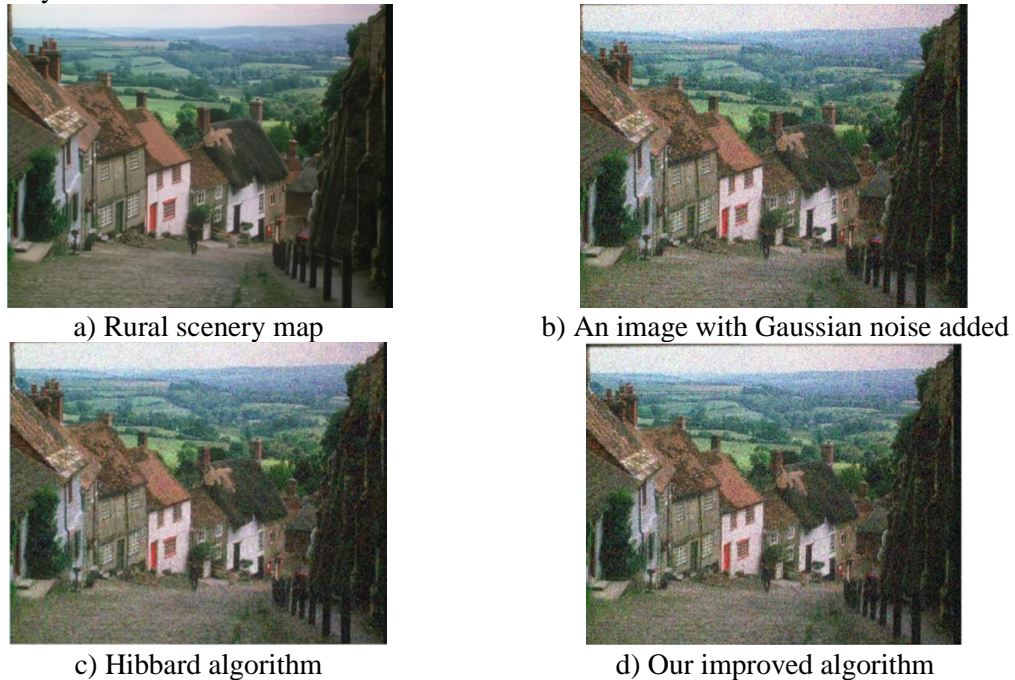 a) Rural scenery map
b) An image with Gaussian noise added
c) Hibbard algorithm
d) Our improved algorithm